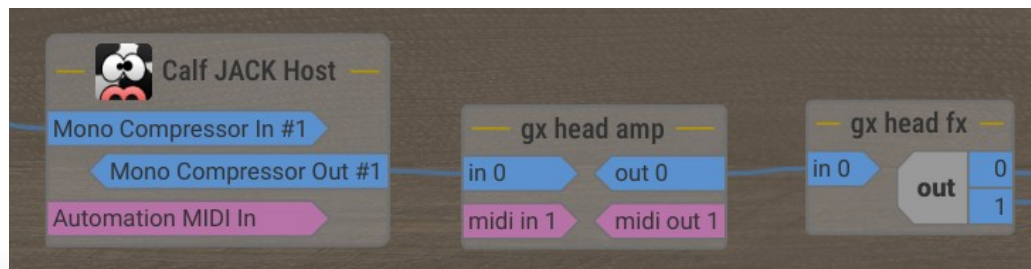 Calf JACK Host
Mono Compressor In #1
Mono Compressor Out #1
Automation MIDI In
gx head amp
in 0
out 0
midi in 1
midi out 1
gx head fx
in 0
out
0
1